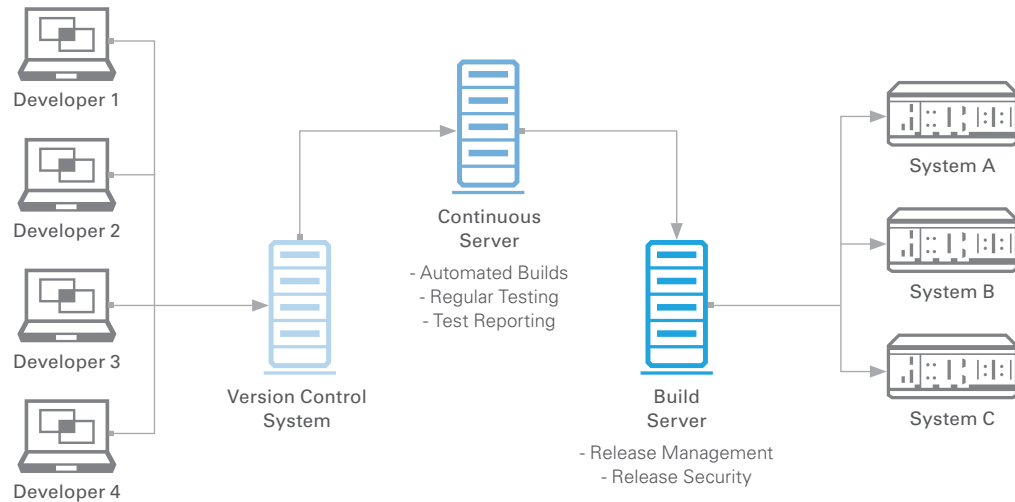 Developer 1
Developer 2
Developer 3
Developer 4
Version Control
System
Continuous
Server
- Automated Builds
- Regular Testing
- Test Reporting
Build
Server
- Release Management
- Release Security
System A
System B
System C